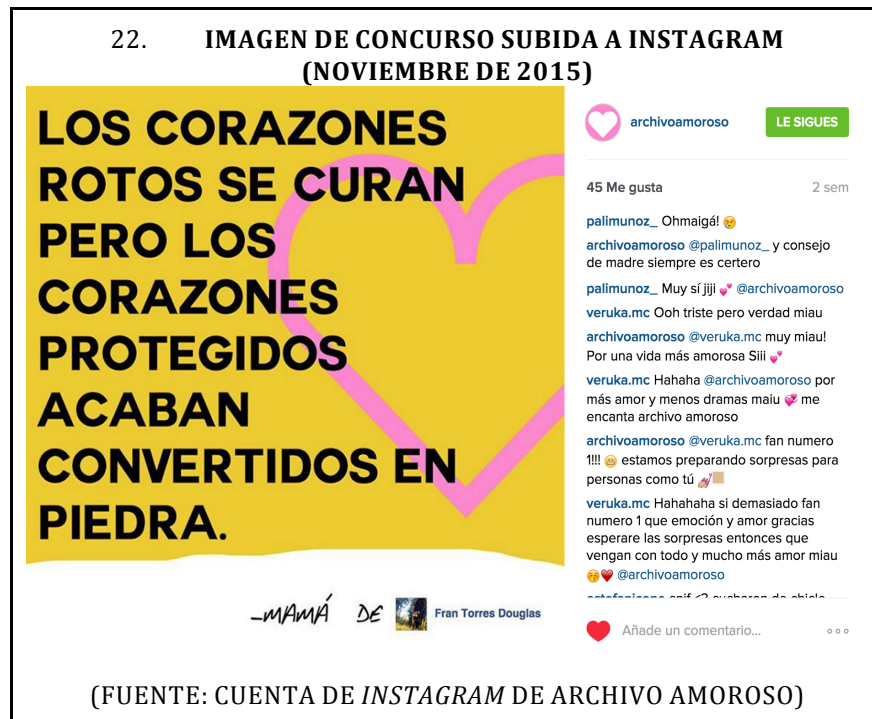 22. IMAGEN DE CONCURSO SUBIDA A INSTAGRAM
(NOVIEMBRE DE 2015)
LOS CORAZONES
ROTOS SE CURAN
PERO LOS
CORAZONES
PROTEGIDOS
ACABAN
CONVERTIDOS EN
PIEDRA.
—MAMÁ DE Fran Torres Douglas
archivoamoroso LE SIGUES
45 Me gusta 2 sem
palimunoz_ Ohmaigá! 😢
archivoamoroso @palimunoz_ y consejo
de madre siempre es certero
palimunoz_ Muy sí jiji 💕 @archivoamoroso
veruka.mc Ooh triste pero verdad miau
archivoamoroso @veruka.mc muy miau!
Por una vida más amorosa Siii 💕
veruka.mc Hahaha @archivoamoroso por
más amor y menos dramas maiu 💞 me
encanta archivo amoroso
archivoamoroso @veruka.mc fan numero
1!!! 😁 estamos preparando sorpresas para
personas como tú 💅🏼
veruka.mc Hahahaha si demasiado fan
numero 1 que emoción y amor gracias
esperare las sorpresas entonces que
vengan con todo y mucho más amor miau
😚❤️ @archivoamoroso
Añade un comentario...
(FUENTE: CUENTA DE INSTAGRAM DE ARCHIVO AMOROSO)